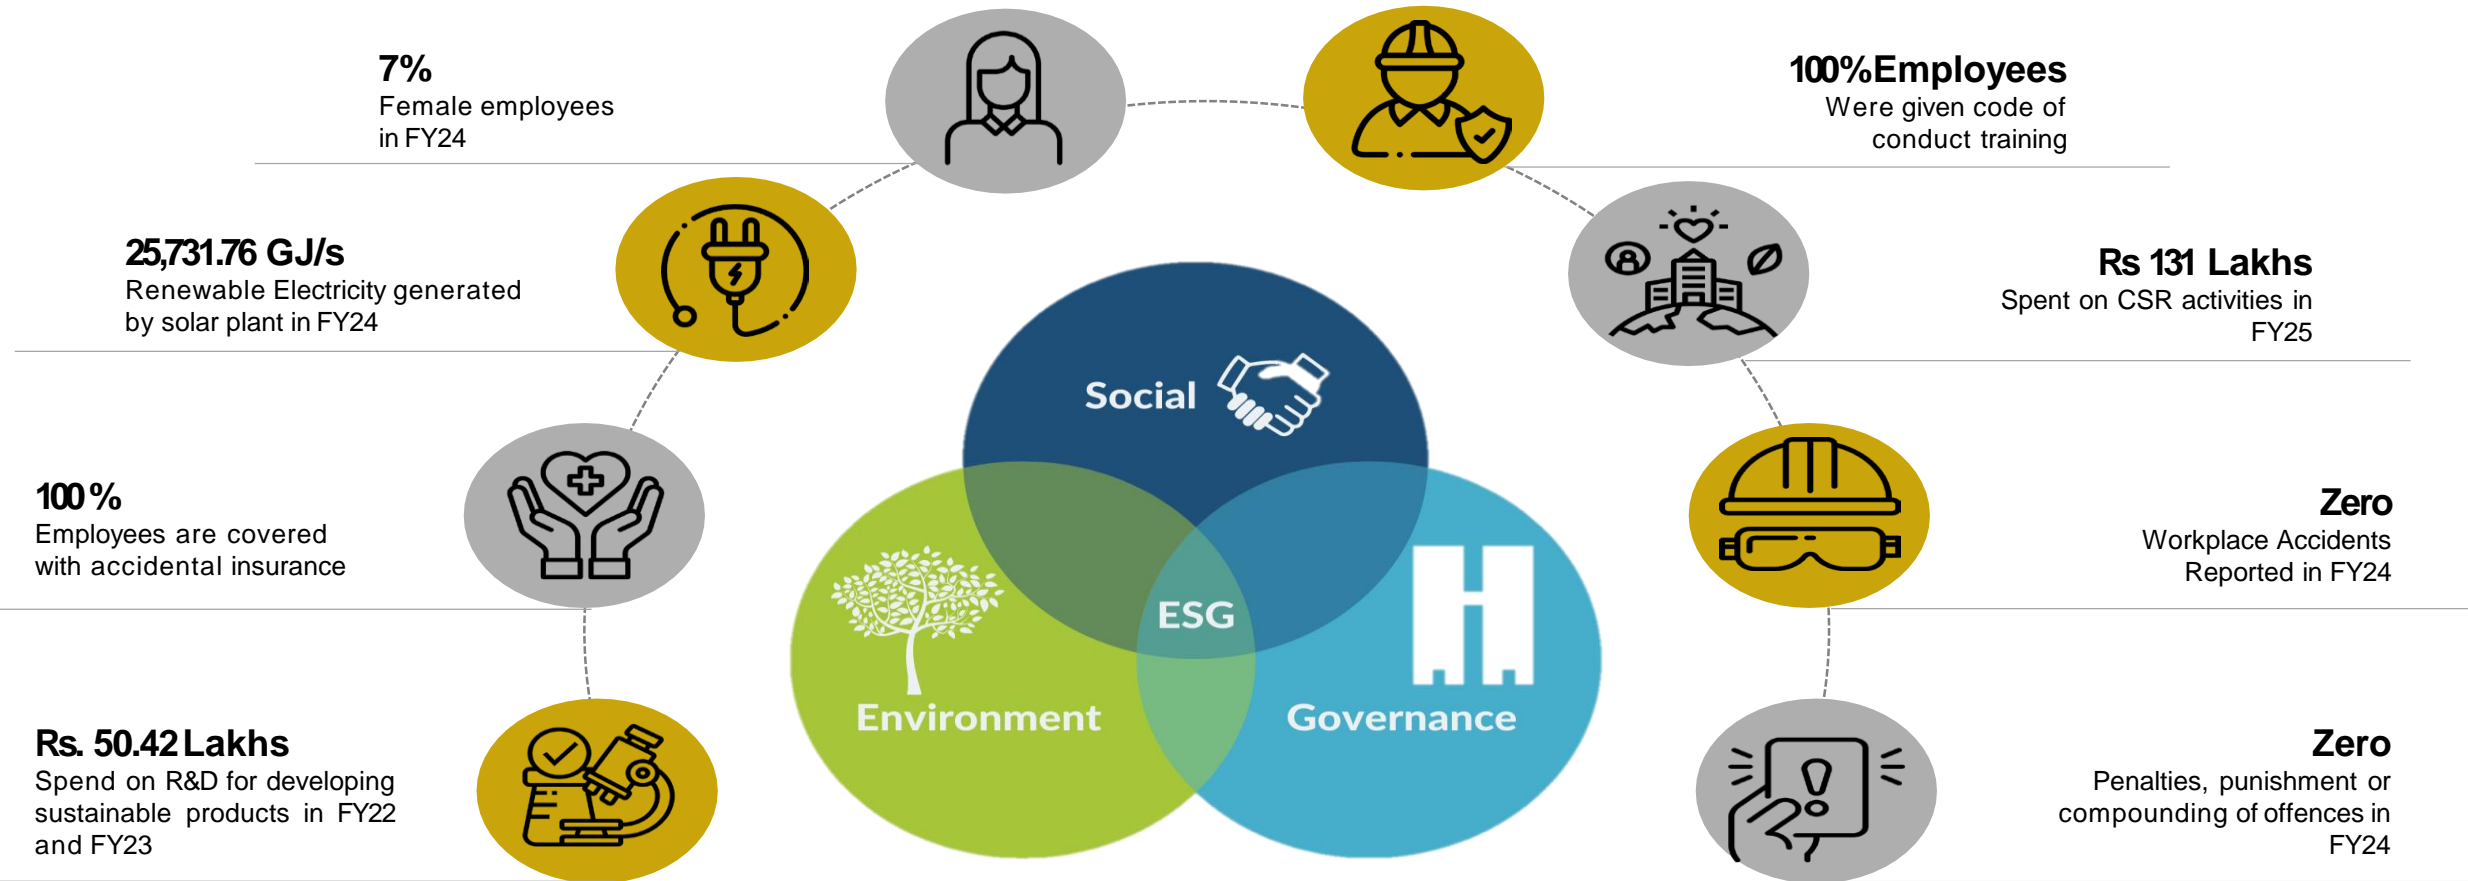 7%
Female employees
in FY24
25,731.76 GJ/s
Renewable Electricity generated
by solar plant in FY24
100%
Employees are covered
with accidental insurance
Rs. 50.42 Lakhs
Spend on R&D for developing
sustainable products in FY22
and FY23
Social
ESG
Environment
Governance
100% Employees
Were given code of
conduct training
Rs 131 Lakhs
Spent on CSR activities in
FY25
Zero
Workplace Accidents
Reported in FY24
Zero
Penalties, punishment or
compounding of offences in
FY24